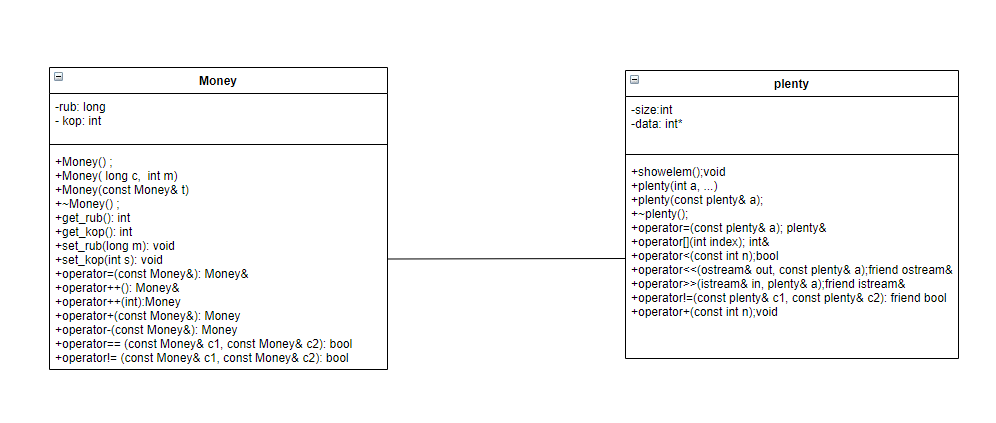 Money
-rub: long
- kop: int
+Money() ;
+Money( long c,  int m)
+Money(const Money& t)
+~Money() ;
+get_rub(): int
+get_kop(): int
+set_rub(long m): void
+set_kop(int s): void
+operator=(const Money&): Money&
+operator++(): Money&
+operator++(int):Money
+operator+(const Money&): Money
+operator-(const Money&): Money
+operator== (const Money& c1, const Money& c2): bool
+operator!= (const Money& c1, const Money& c2): bool
plenty
-size:int
-data: int*
+showelem();void
+plenty(int a, ...)
+plenty(const plenty& a);
+~plenty();
+operator=(const plenty& a); plenty&
+operator[](int index); int&
+operator<(const int n);bool
+operator<<(ostream& out, const plenty& a);friend ostream&
+operator>>(istream& in, plenty& a);friend istream&
+operator!=(const plenty& c1, const plenty& c2): friend bool
+operator+(const int n);void